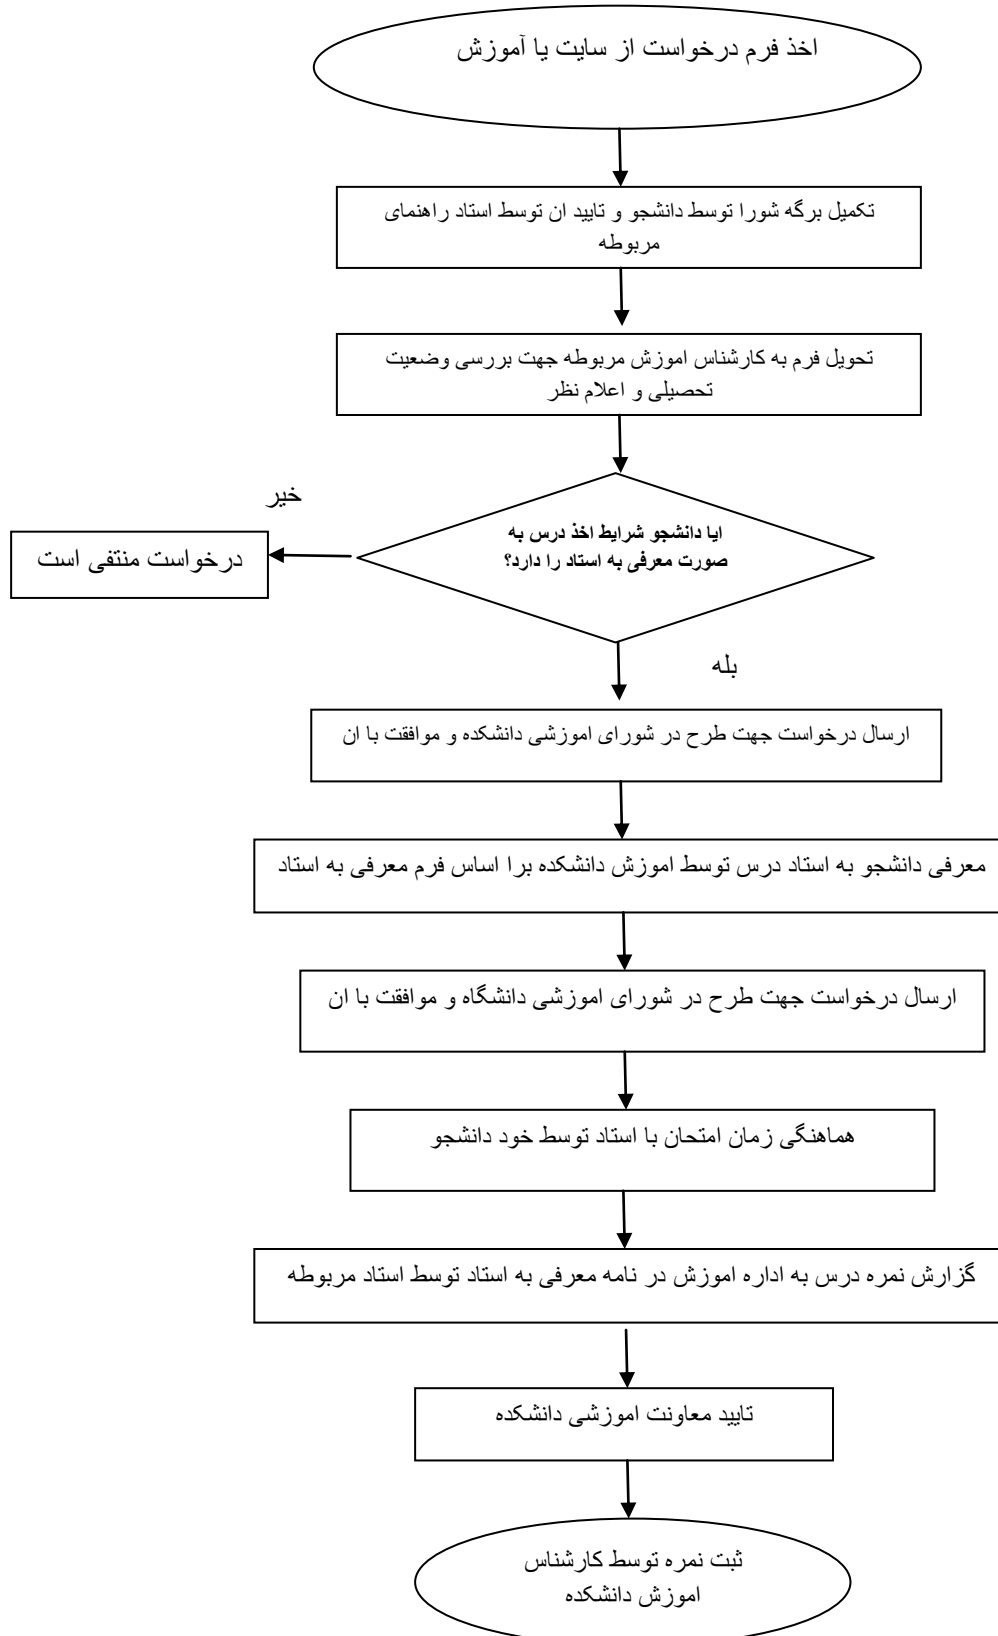 اخذ فرم درخواست از سایت یا آموزش
تکمیل برگه شورا توسط دانشجو و تایید ان توسط استاد راهنمای
مربوطه
تحویل فرم به کارشناس اموزش مربوطه جهت بررسی وضعیت
تحصیلی و اعلام نظر
خیر
ایا دانشجو شرایط اخذ درس به
صورت معرفی به استاد را دارد؟
درخواست منتفی است
بله
ارسال درخواست جهت طرح در شورای اموزشی دانشکده و موافقت با ان
معرفی دانشجو به استاد درس توسط اموزش دانشکده برا اساس فرم معرفی به استاد
ارسال درخواست جهت طرح در شورای اموزشی دانشگاه و موافقت با ان
هماهنگی زمان امتحان با استاد توسط خود دانشجو
گزارش نمره درس به اداره اموزش در نامه معرفی به استاد توسط استاد مربوطه
تایید معاونت اموزشی دانشکده
ثبت نمره توسط کارشناس
اموزش دانشکده